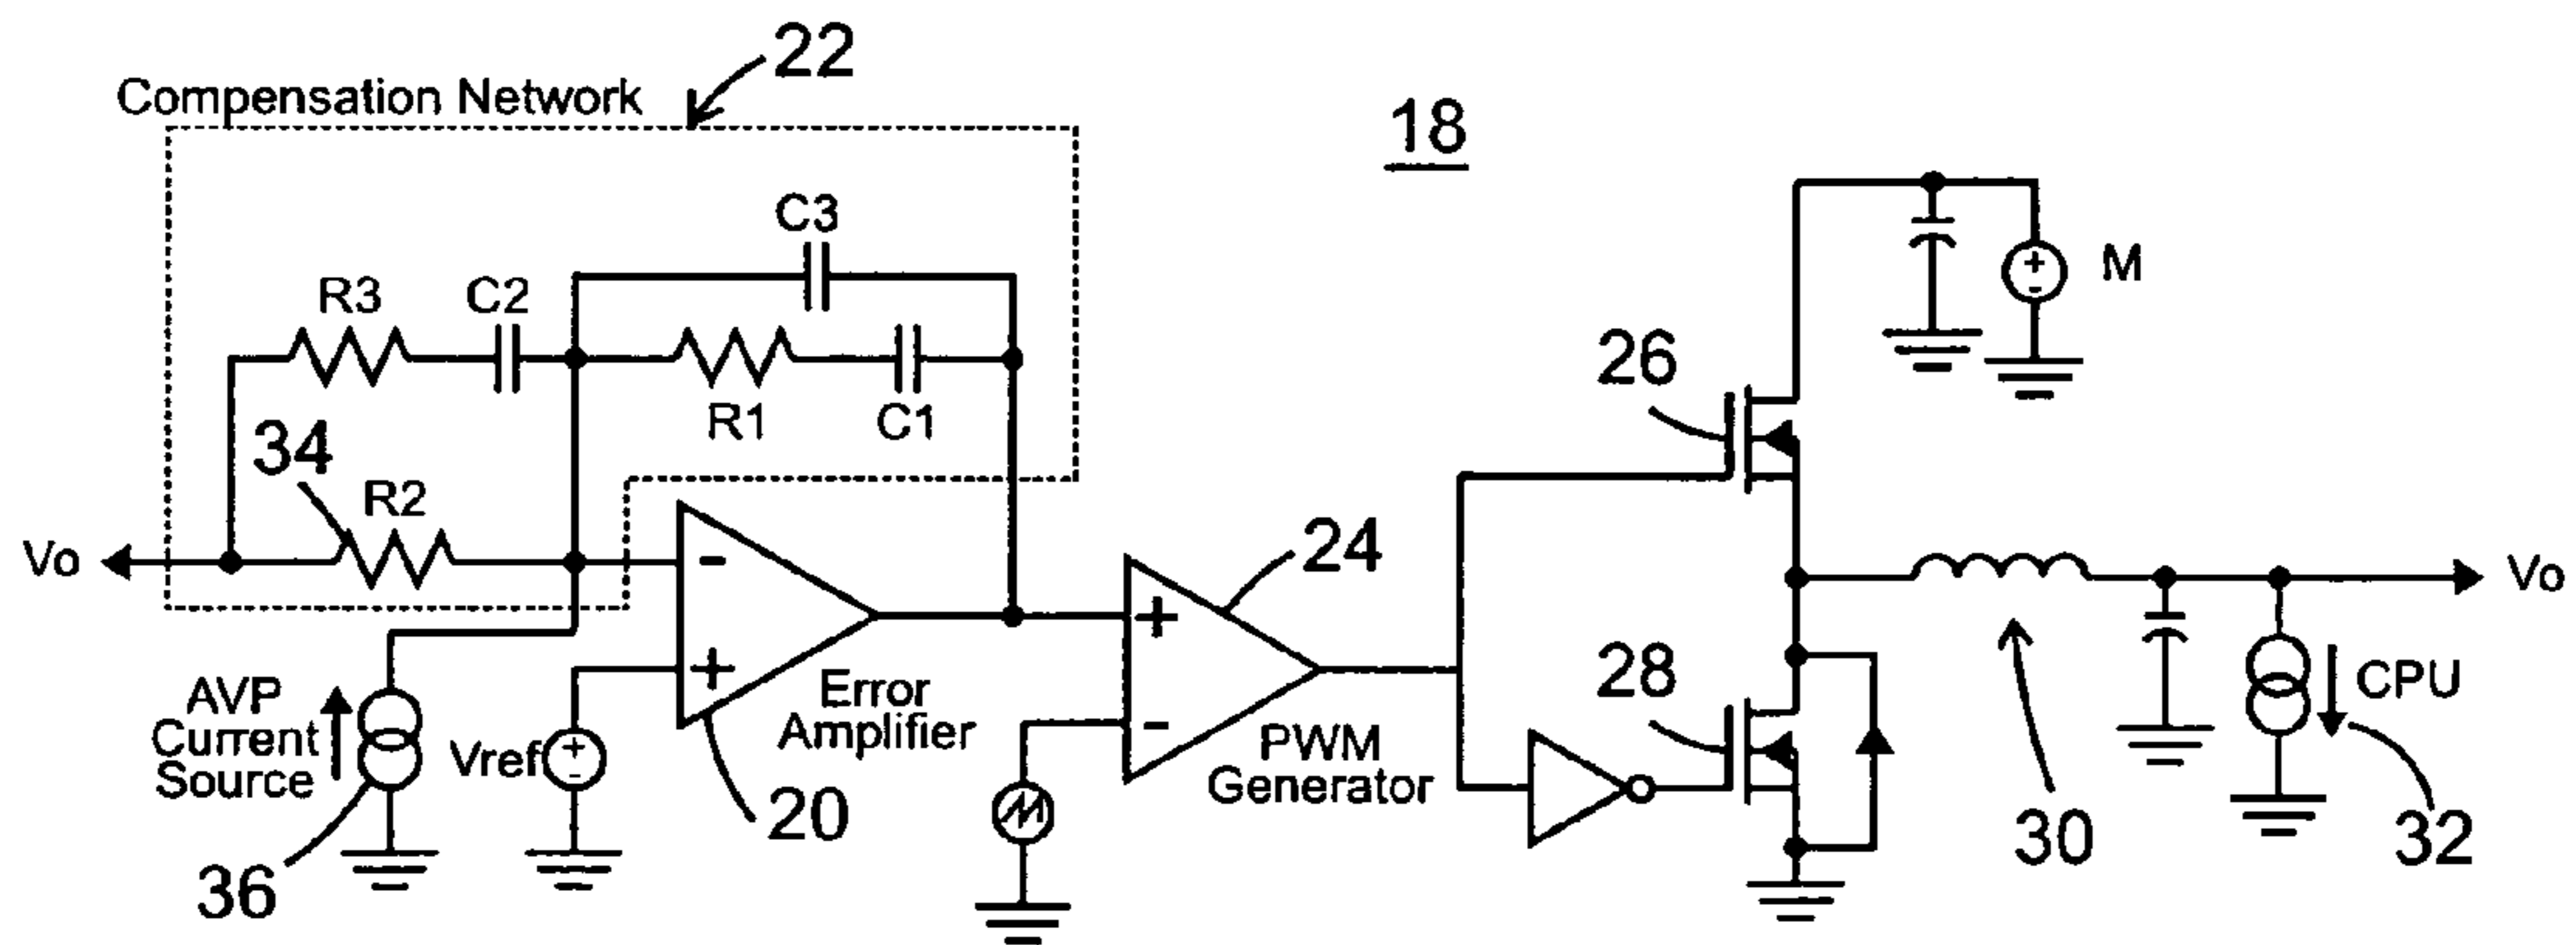 22
Compensation Network
18
C3
R3
C2
M
26
R1
C1
34
R2
Vo
-
+
24
+
-
Vo
28
AVP
Current
Source
Error
Amplifier
Vref
+
-
PWM
Generator
CPU
+
-
20
30
32
36